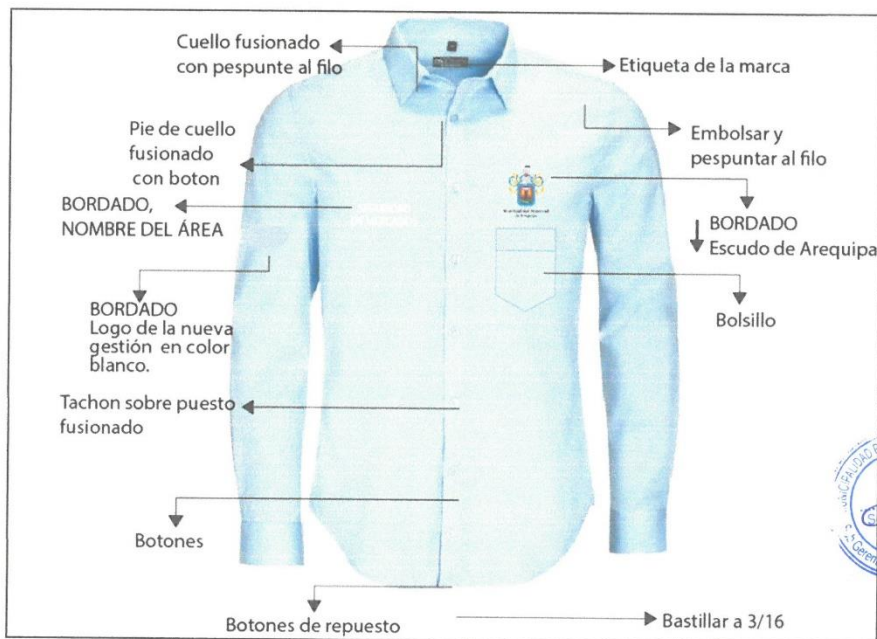 Cuello fusionado
con pespunte al filo
Etiqueta de la marca
Pie de cuello
fusionado
con boton
Embolsar y
pespuntar al filo
BORDADO,
NOMBRE DEL ÁREA
BORDADO
Escudo de Arequipa
BORDADO
Logo de la nueva
gestión en color
blanco.
Bolsillo
Tachon sobre puesto
fusionado
Botones
Botones de repuesto
Bastillar a 3/16